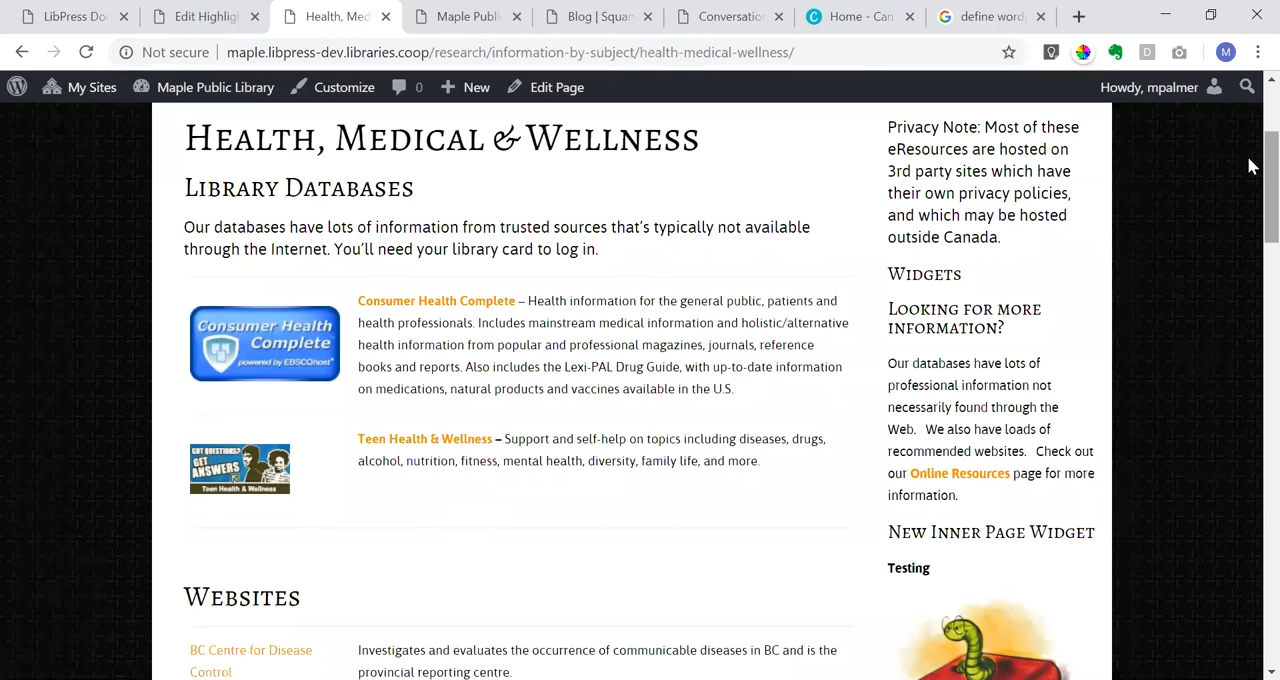 LibPress Do
Edit Highlig
Health, Med
Maple Publi
Blog | Squar
Conversatio
Home - Can
define word
Not secure
maple.libpress-dev.libraries.coop/research/information-by-subject/health-medical-wellness/
M
My Sites
Maple Public Library
Customize
0
New
Edit Page
Howdy, mpalmer
Health, Medical & Wellness
Library Databases
Our databases have lots of information from trusted sources that's typically not available
through the Internet. You'll need your library card to log in.
Consumer Health
Complete
powered by EBSCOhost
Consumer Health Complete – Health information for the general public, patients and
health professionals. Includes mainstream medical information and holistic/alternative
health information from popular and professional magazines, journals, reference
books and reports. Also includes the Lexi-PAL Drug Guide, with up-to-date information
on medications, natural products and vaccines available in the U.S.
GOT QUESTIONS?
GET
ANSWERS
Teen Health & Wellness
Teen Health & Wellness – Support and self-help on topics including diseases, drugs,
alcohol, nutrition, fitness, mental health, diversity, family life, and more.
Websites
BC Centre for Disease
Control
Investigates and evaluates the occurrence of communicable diseases in BC and is the
provincial reporting centre.
Privacy Note: Most of these
eResources are hosted on
3rd party sites which have
their own privacy policies,
and which may be hosted
outside Canada.
Widgets
Looking for more
information?
Our databases have lots of
professional information not
necessarily found through the
Web. We also have loads of
recommended websites. Check out
our Online Resources page for more
information.
New Inner Page Widget
Testing